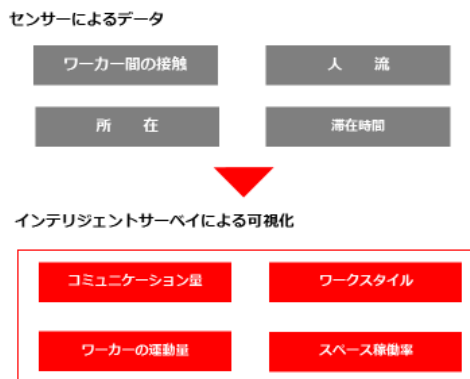 センサーによるデータ
ワーカー間の接触
人　流
所　在
滞在時間
インテリジェントサーベイによる可視化
コミュニケーション量
ワークスタイル
ワーカーの運動量
スペース稼働率